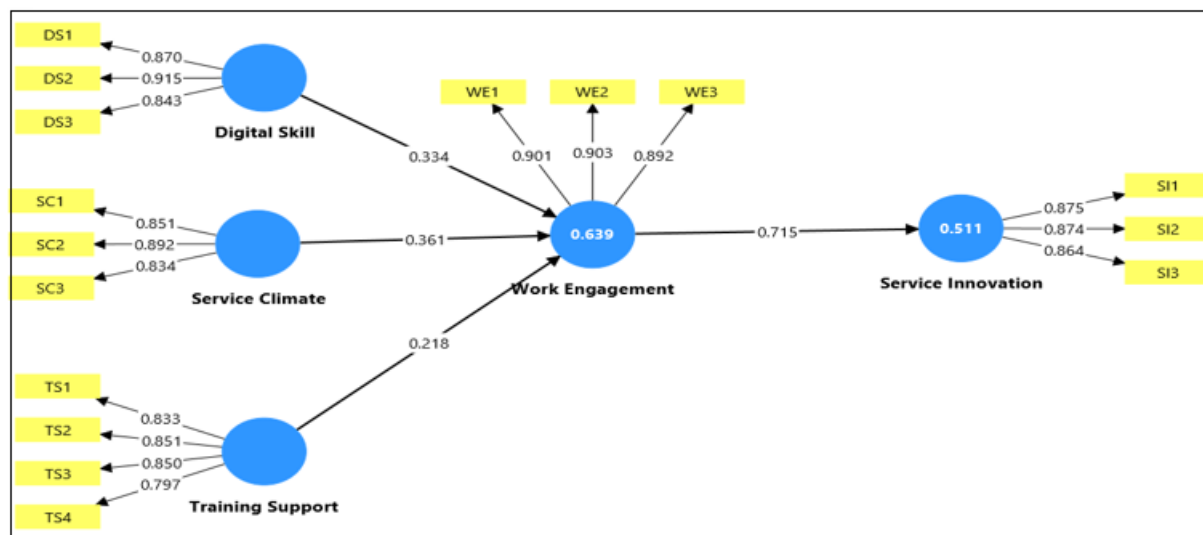 DS1
0.870
DS2
0.915
DS3
0.843
Digital Skill
0.334
SC1
0.851
SC2
0.892
SC3
0.834
Service Climate
0.361
TS1
0.833
TS2
0.851
TS3
0.850
TS4
0.797
Training Support
0.218
WE1
WE2
WE3
0.901
0.903
0.892
0.639
Work Engagement
0.715
0.511
Service Innovation
SI1
0.875
SI2
0.874
SI3
0.864